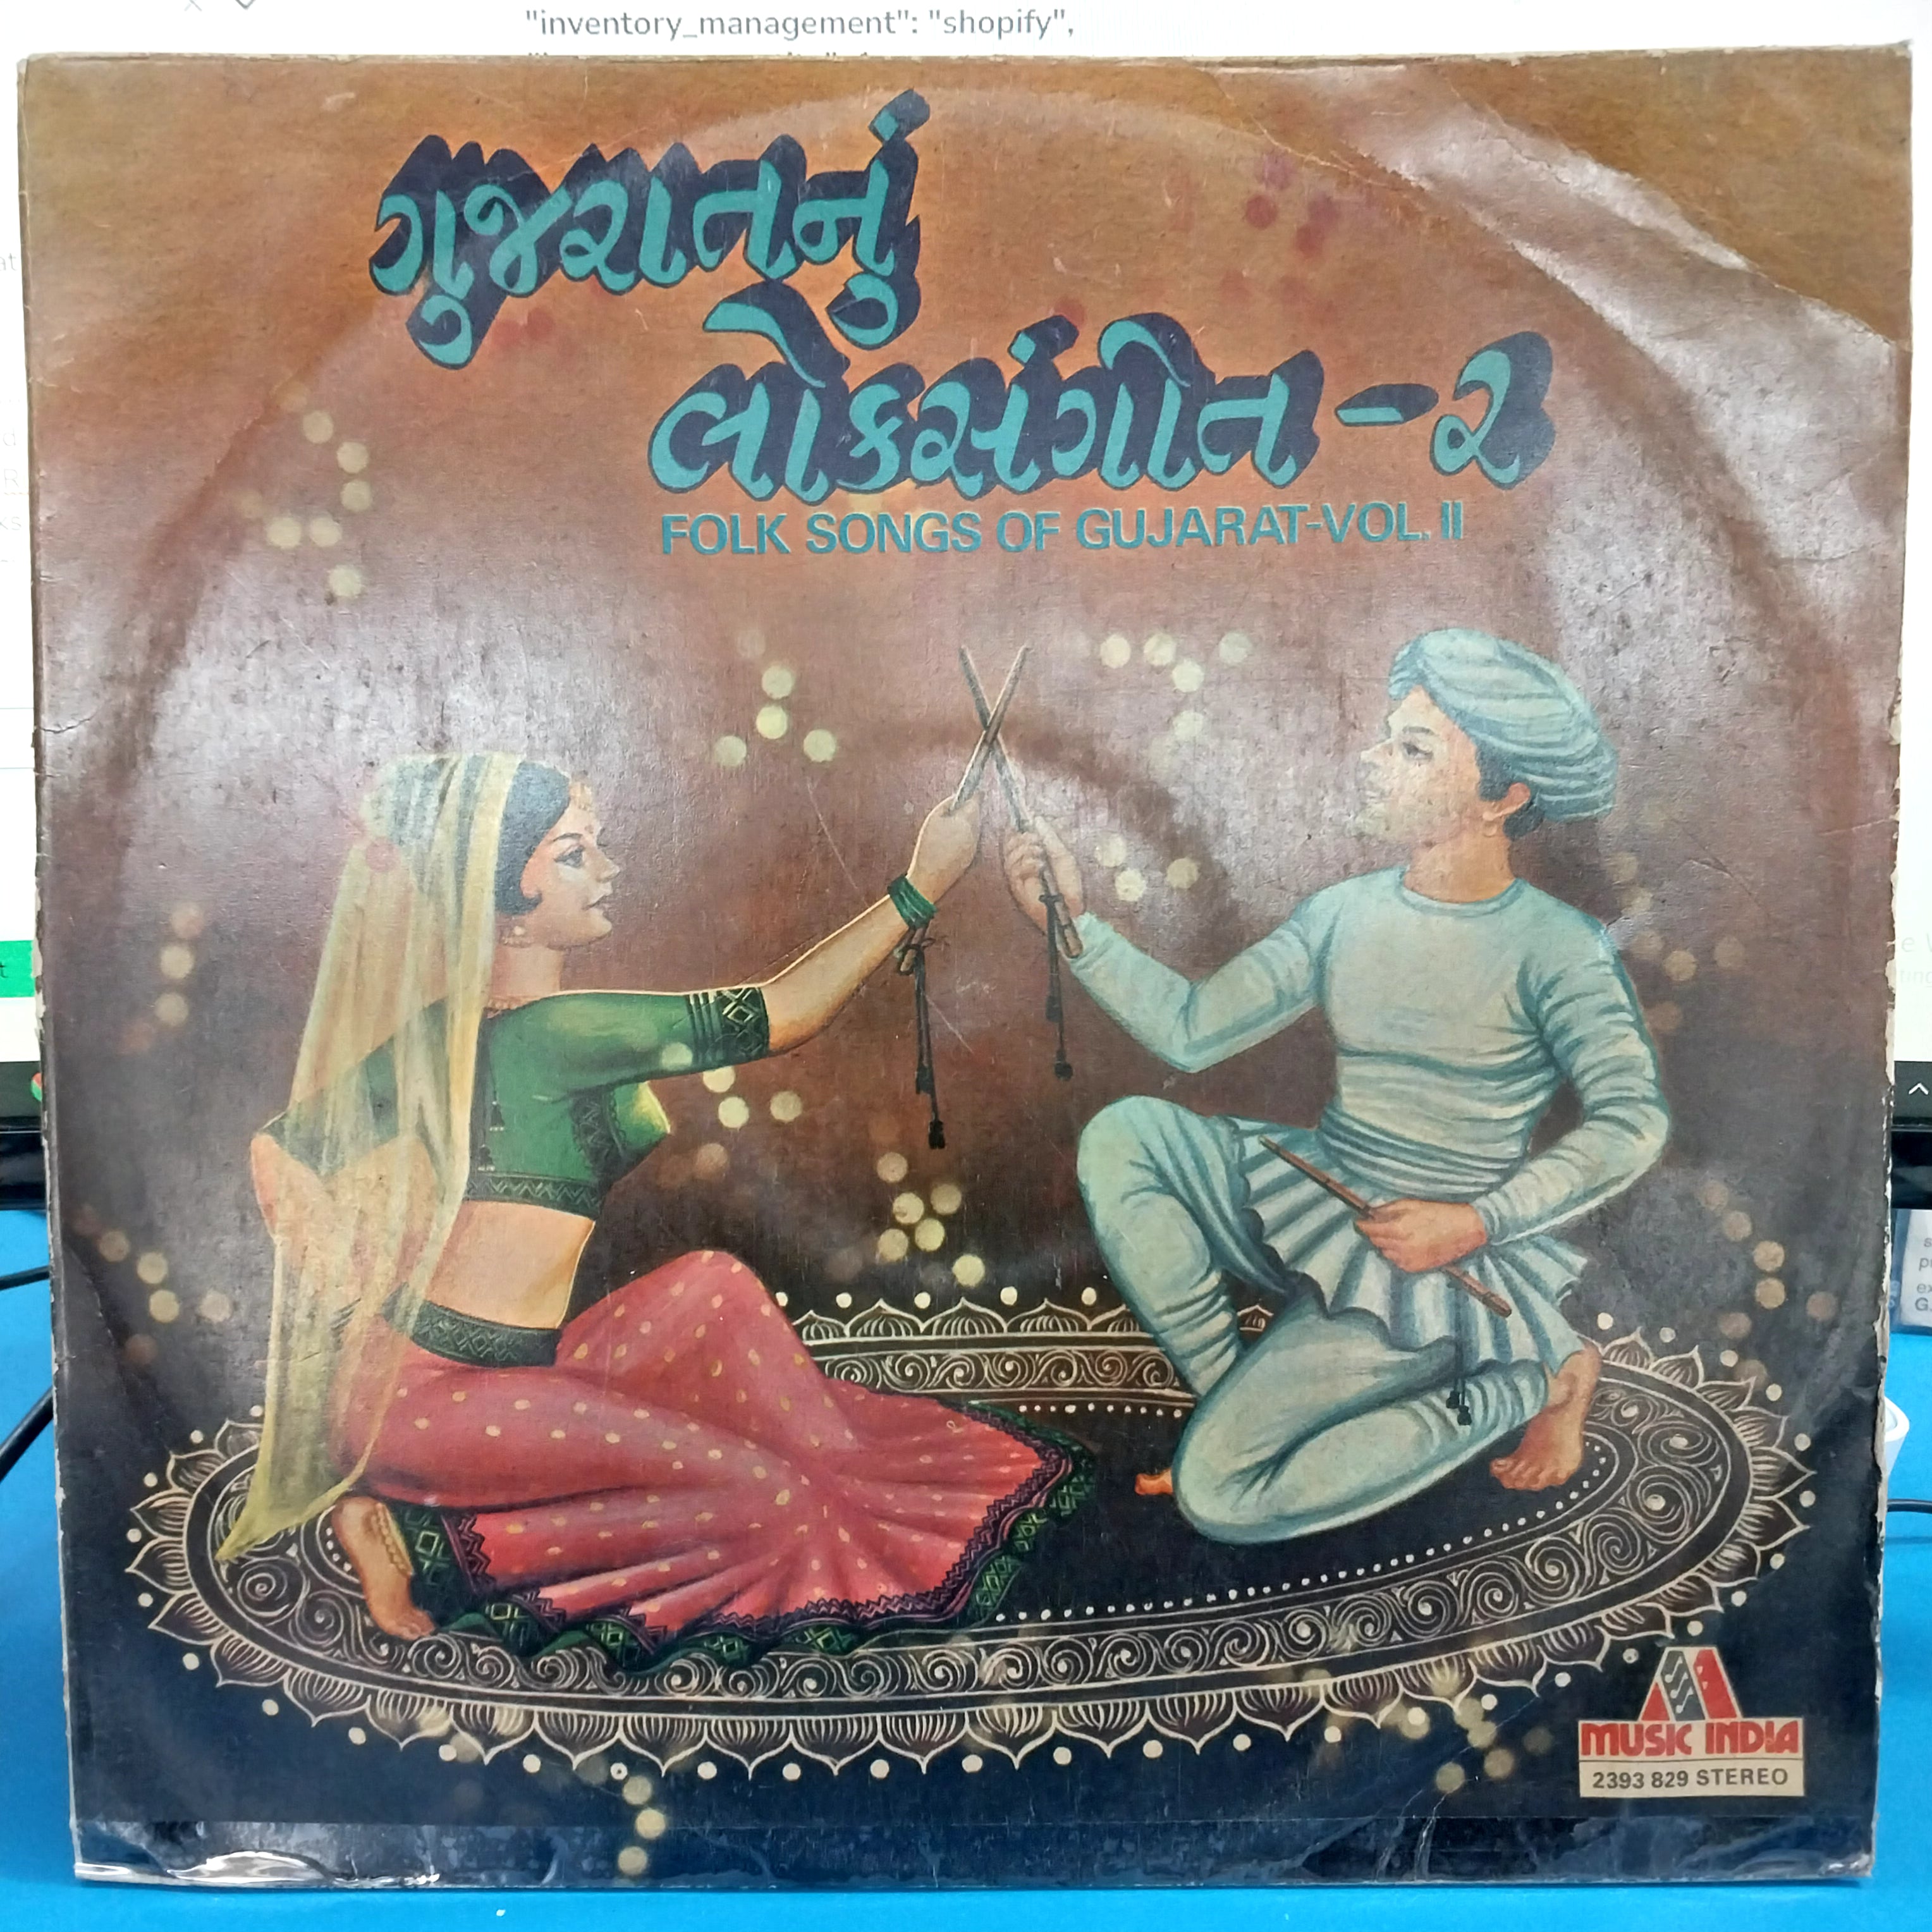 "inventory_management": "shopify",
ગુજરાતનું
લોકસંગીત - ૨
FOLK SONGS OF GUJARAT-VOL. II
MUSIC INDIA
2393 829 STEREO